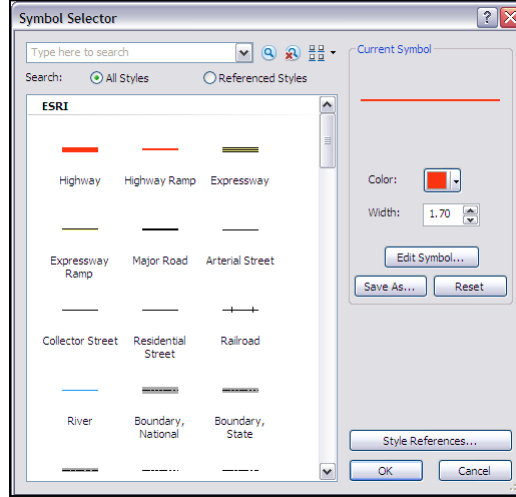 Symbol Selector
Type here to search
Search: All Styles Referenced Styles
ESRI
Highway Highway Ramp Expressway
Expressway Ramp Major Road Arterial Street
Collector Street Residential Street Railroad
River Boundary, National Boundary, State
Current Symbol
Color:
Width: 1.70
Edit Symbol...
Save As... Reset
Style References...
OK Cancel